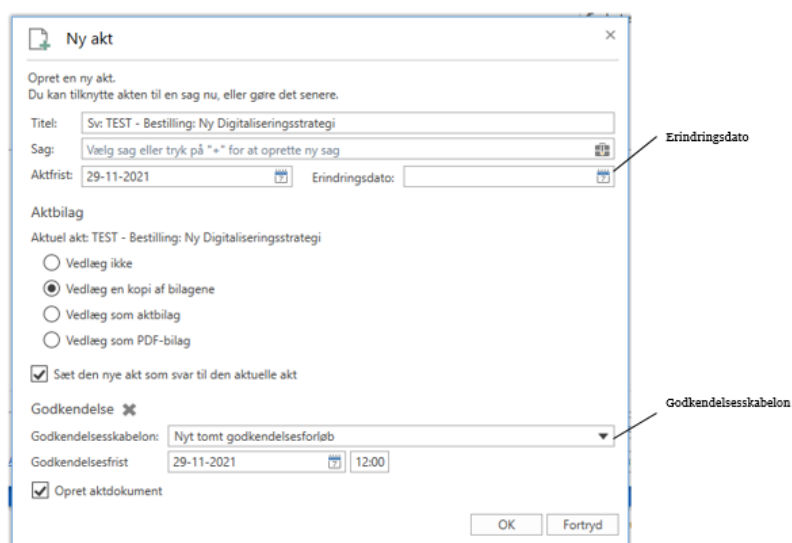 Ny akt
Opret en ny akt.
Du kan tilknytte akten til en sag nu, eller gøre det senere.
Titel: Sv: TEST - Bestilling: Ny Digitaliseringsstrategi
Sag: Vælg sag eller tryk på "+" for at oprette ny sag
Erindringsdato
Aktfrist: 29-11-2021 Erindringsdato:
Aktbilag
Aktuel akt: TEST - Bestilling: Ny Digitaliseringsstrategi
Vedlæg ikke
Vedlæg en kopi af bilagene
Vedlæg som aktbilag
Vedlæg som PDF-bilag
Sæt den nye akt som svar til den aktuelle akt
Godkendelse
Godkendelsesskabelon
Godkendelsesskabelon: Nyt tomt godkendelsesforløb
Godkendelsesfrist 29-11-2021 12:00
Opret aktdokument
OK Fortryd